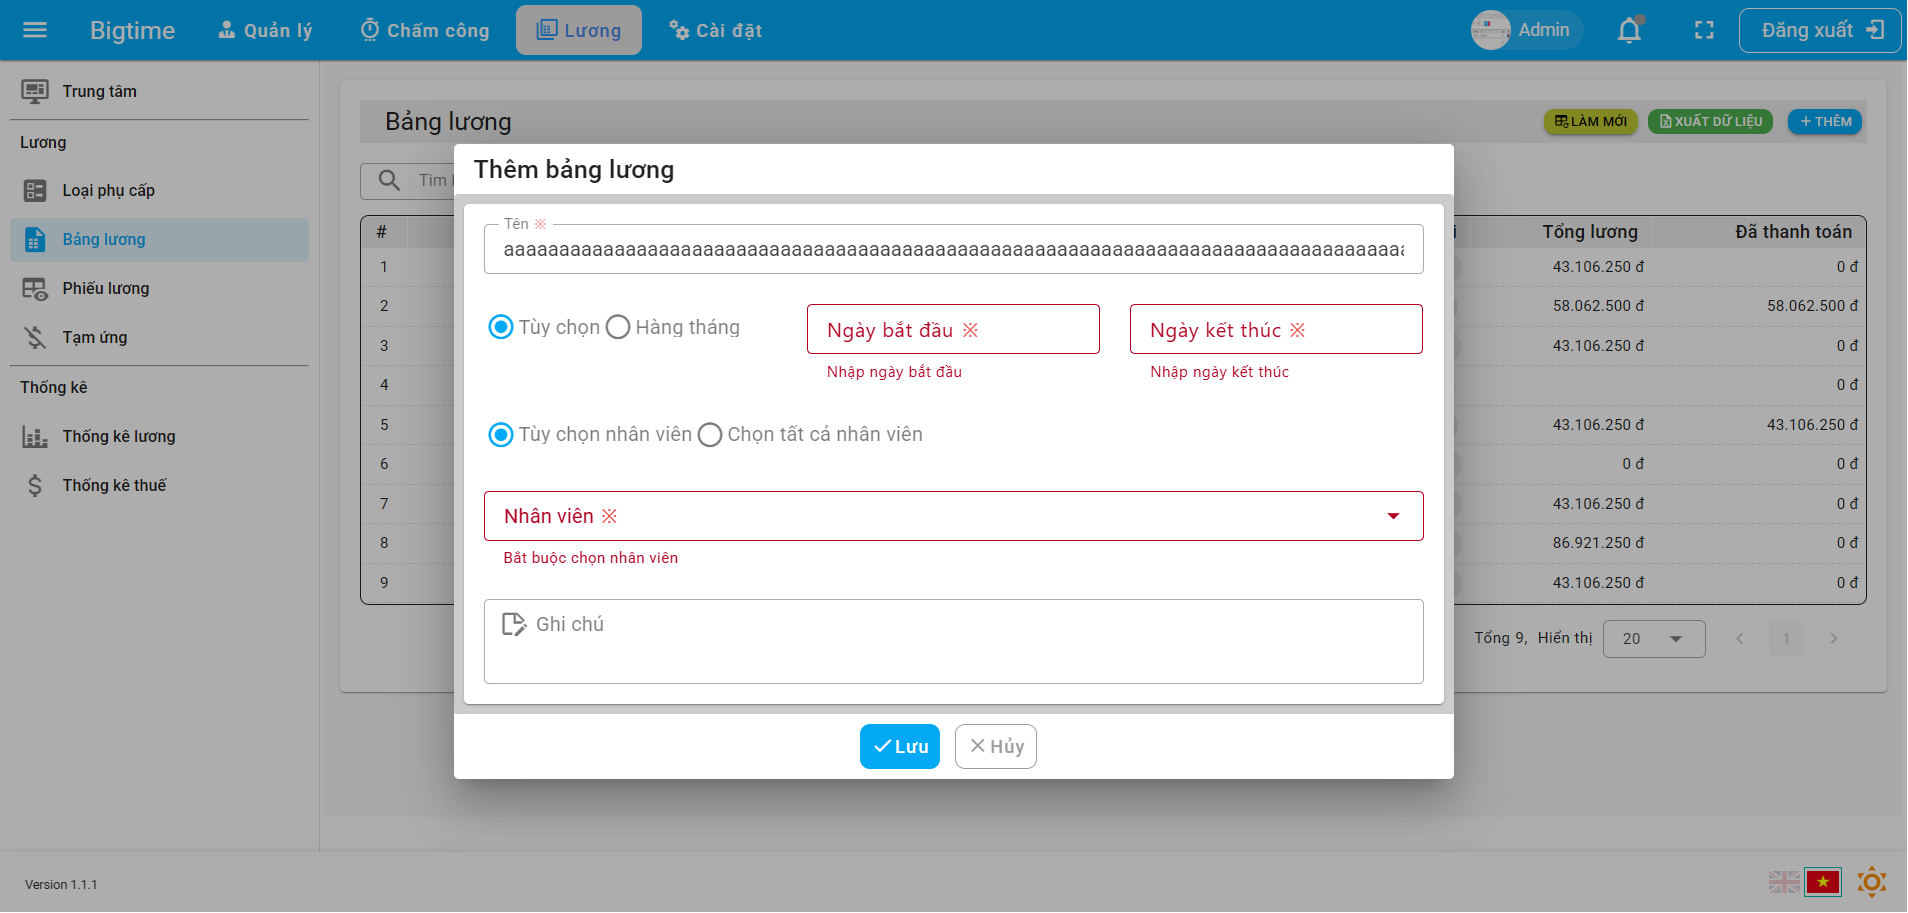 Bigtime
Quản lý
Chấm công
Lương
Cài đặt
Admin
Đăng xuất
Trung tâm
Lương
Loại phụ cấp
Bảng lương
Phiếu lương
Tạm ứng
Thống kê
Thống kê lương
Thống kê thuế
Version 1.1.1
Bảng lương
LÀM MỚI
XUẤT DỮ LIỆU
THÊM
Tìm
# Tổng lương Đã thanh toán
1 43.106.250 đ 0 đ
2 58.062.500 đ 58.062.500 đ
3 43.106.250 đ 0 đ
4 0 đ
5 43.106.250 đ 43.106.250 đ
6 0 đ 0 đ
7 43.106.250 đ 0 đ
8 86.921.250 đ 0 đ
9 43.106.250 đ 0 đ
Tổng 9, Hiển thị 20 1
Thêm bảng lương
Tên ※
Tùy chọn Hàng tháng
Ngày bắt đầu ※
Nhập ngày bắt đầu
Ngày kết thúc ※
Nhập ngày kết thúc
Tùy chọn nhân viên Chọn tất cả nhân viên
Nhân viên ※
Bắt buộc chọn nhân viên
Ghi chú
Lưu
Hủy